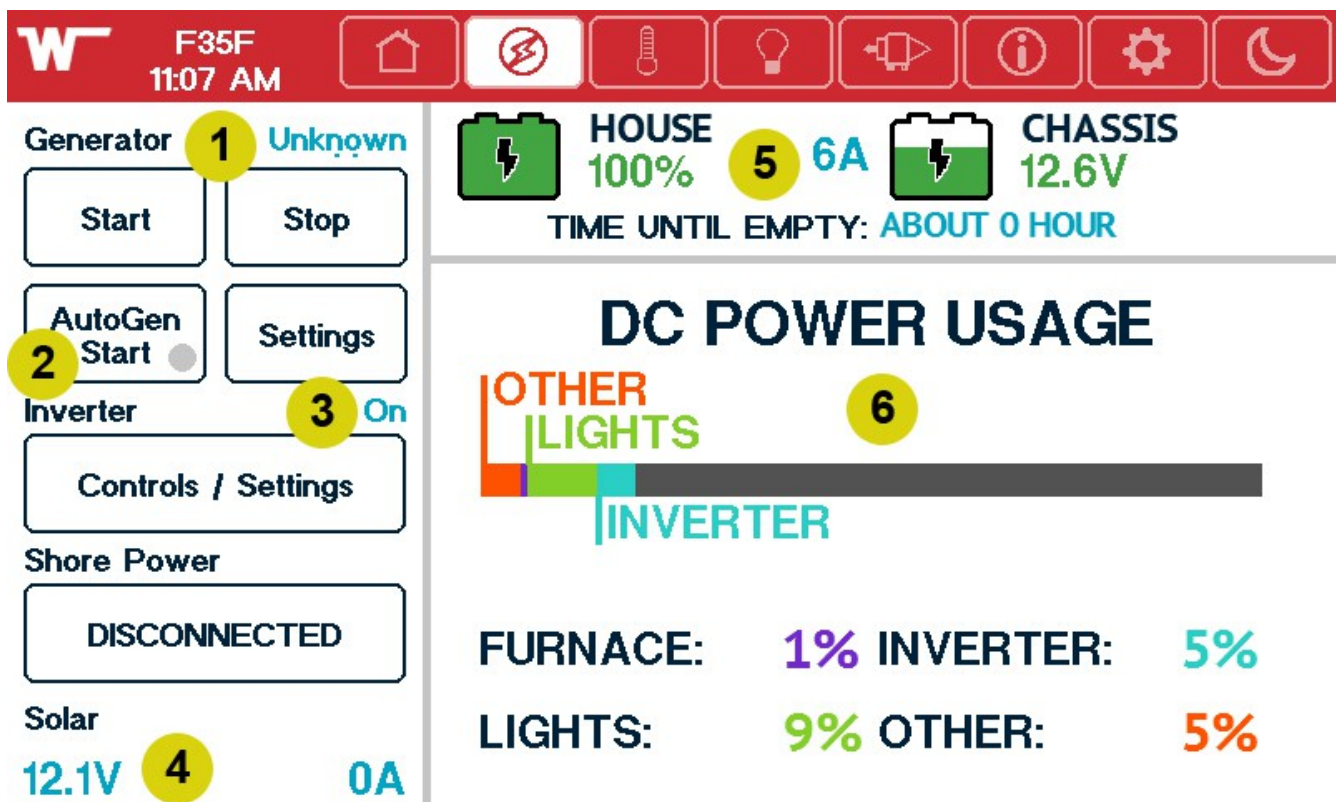 W
F35F
11:07 AM
Generator 1 Unknown
Start
Stop
AutoGen
Start
2
Settings
Inverter 3 On
Controls / Settings
Shore Power
DISCONNECTED
Solar
12.1V 4 0A
HOUSE
100%
5
6A
CHASSIS
12.6V
TIME UNTIL EMPTY: ABOUT 0 HOUR
DC POWER USAGE
OTHER
6
LIGHTS
INVERTER
FURNACE: 1% INVERTER: 5%
LIGHTS: 9% OTHER: 5%